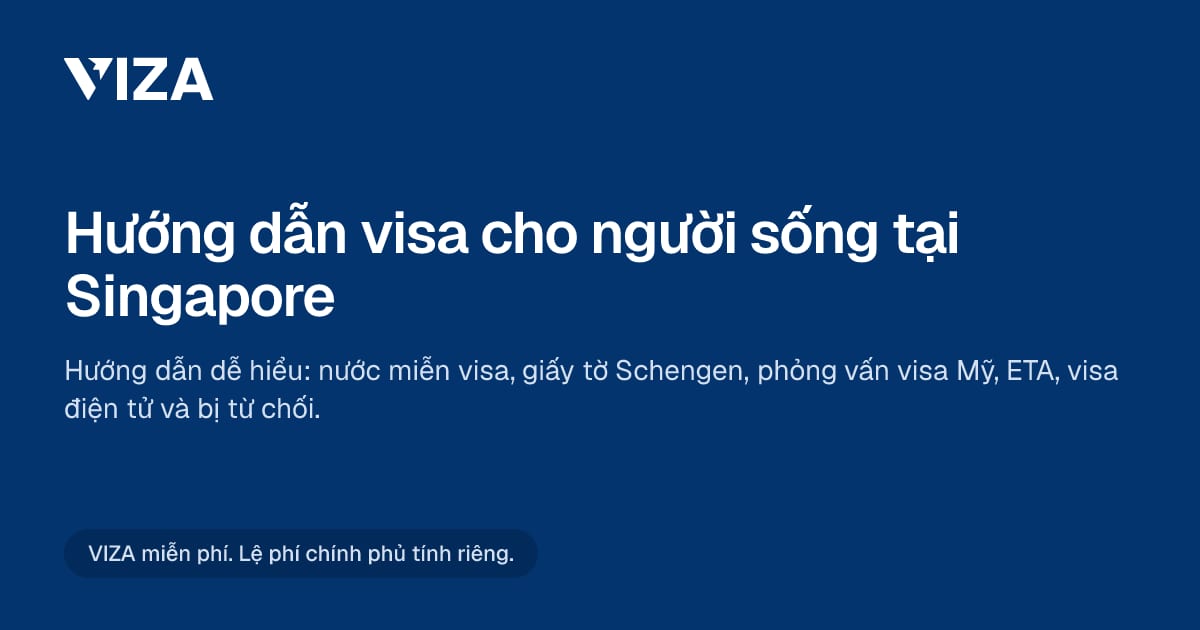 VIZA
Hướng dẫn visa cho người sống tại
Singapore
Hướng dẫn dễ hiểu: nước miễn visa, giấy tờ Schengen, phỏng vấn visa Mỹ, ETA, visa
điện tử và bị từ chối.
VIZA miễn phí. Lệ phí chính phủ tính riêng.